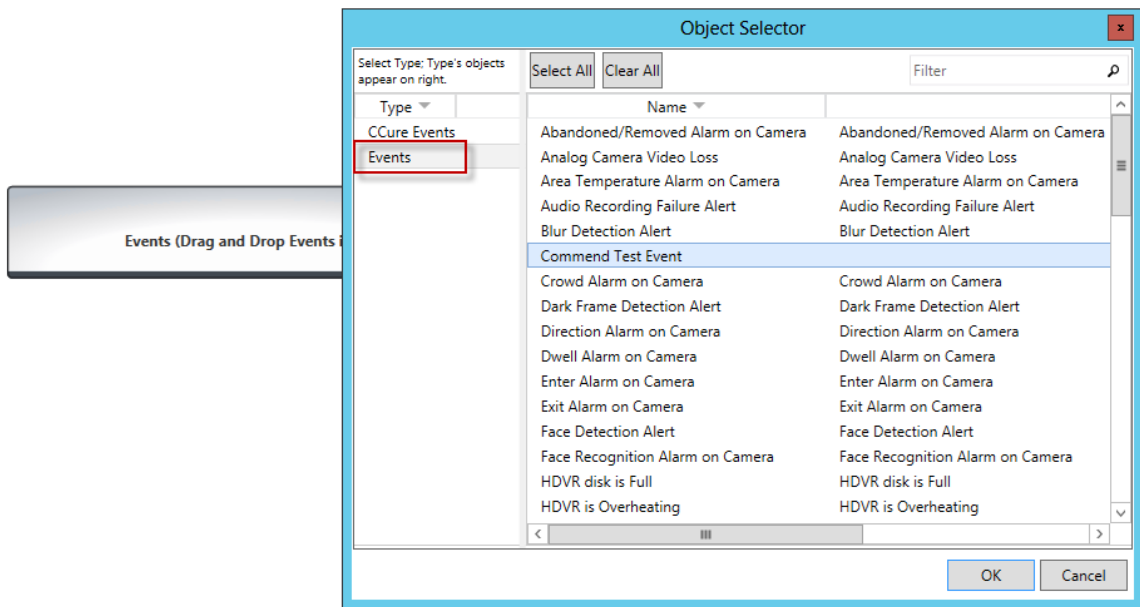 Object Selector
x
Select Type; Type's objects
appear on right.
Select All Clear All Filter
Type Name
CCure Events
Events
Abandoned/Removed Alarm on Camera Abandoned/Removed Alarm on Camera
Analog Camera Video Loss Analog Camera Video Loss
Area Temperature Alarm on Camera Area Temperature Alarm on Camera
Audio Recording Failure Alert Audio Recording Failure Alert
Blur Detection Alert Blur Detection Alert
Commend Test Event
Crowd Alarm on Camera Crowd Alarm on Camera
Dark Frame Detection Alert Dark Frame Detection Alert
Direction Alarm on Camera Direction Alarm on Camera
Dwell Alarm on Camera Dwell Alarm on Camera
Enter Alarm on Camera Enter Alarm on Camera
Exit Alarm on Camera Exit Alarm on Camera
Face Detection Alert Face Detection Alert
Face Recognition Alarm on Camera Face Recognition Alarm on Camera
HDVR disk is Full HDVR disk is Full
HDVR is Overheating HDVR is Overheating
Events (Drag and Drop Events i
OK Cancel